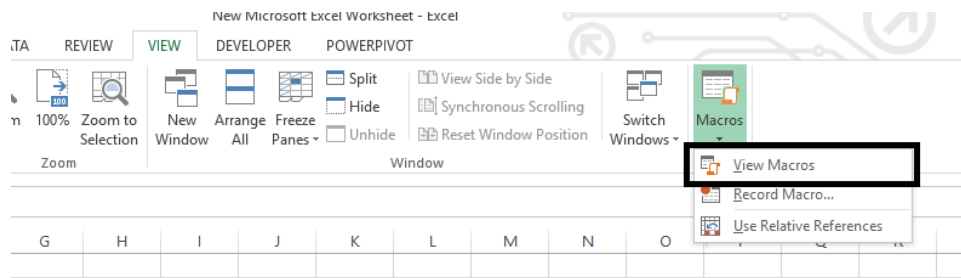 New Microsoft Excel Worksheet - Excel
REVIEW VIEW DEVELOPER POWERPIVOT
Split View Side by Side
100
Hide Synchronous Scrolling
100% Zoom to New Arrange Freeze Switch Macros
Selection Window All Panes Unhide Reset Window Position Windows
Zoom Window
View Macros
Record Macro...
Use Relative References
G H I J K L M N O